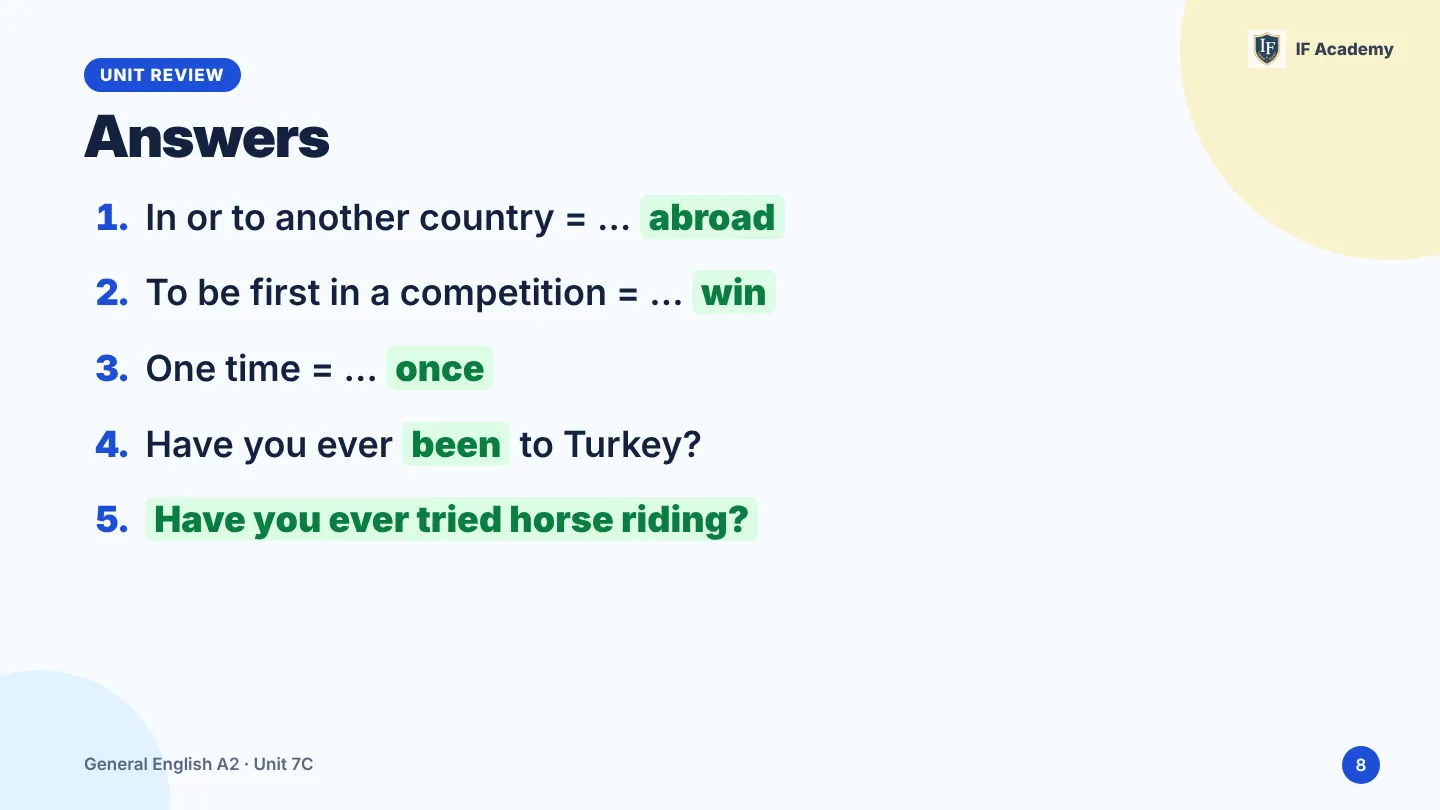 IF IF Academy
UNIT REVIEW
Answers
1. In or to another country = ... abroad
2. To be first in a competition = ... win
3. One time = ... once
4. Have you ever been to Turkey?
5. Have you ever tried horse riding?
General English A2 · Unit 7C
8